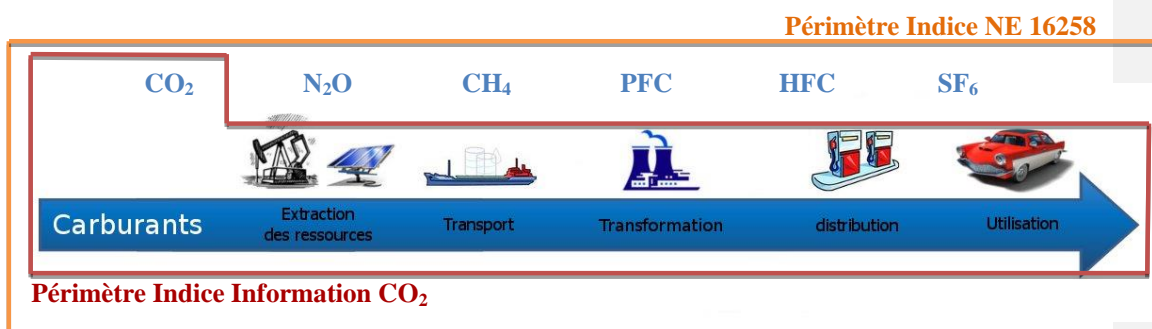 Périmètre Indice NE 16258
CO₂ N₂O CH₄ PFC HFC SF₆
Carburants
Extraction
des ressources
Transport
Transformation
distribution
Utilisation
Périmètre Indice Information CO₂